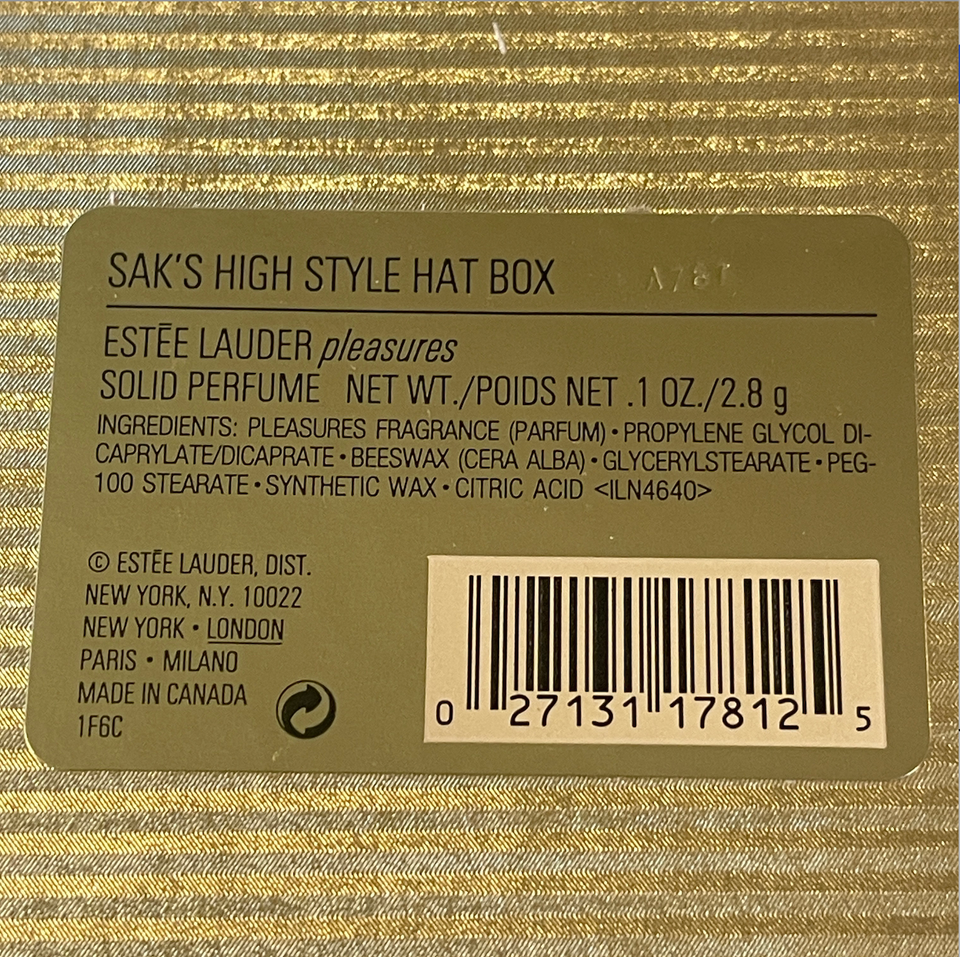 SAK'S HIGH STYLE HAT BOX
ESTĒE LAUDER pleasures
SOLID PERFUME NET WT./POIDS NET .1 OZ./2.8 g
INGREDIENTS: PLEASURES FRAGRANCE (PARFUM) • PROPYLENE GLYCOL DI-
CAPRYLATE/DICAPRATE • BEESWAX (CERA ALBA) • GLYCERYLSTEARATE • PEG-
100 STEARATE • SYNTHETIC WAX • CITRIC ACID <ILN4640>
© ESTĒE LAUDER, DIST.
NEW YORK, N.Y. 10022
NEW YORK • LONDON
PARIS • MILANO
MADE IN CANADA
1F6C
0 27131 17812 5